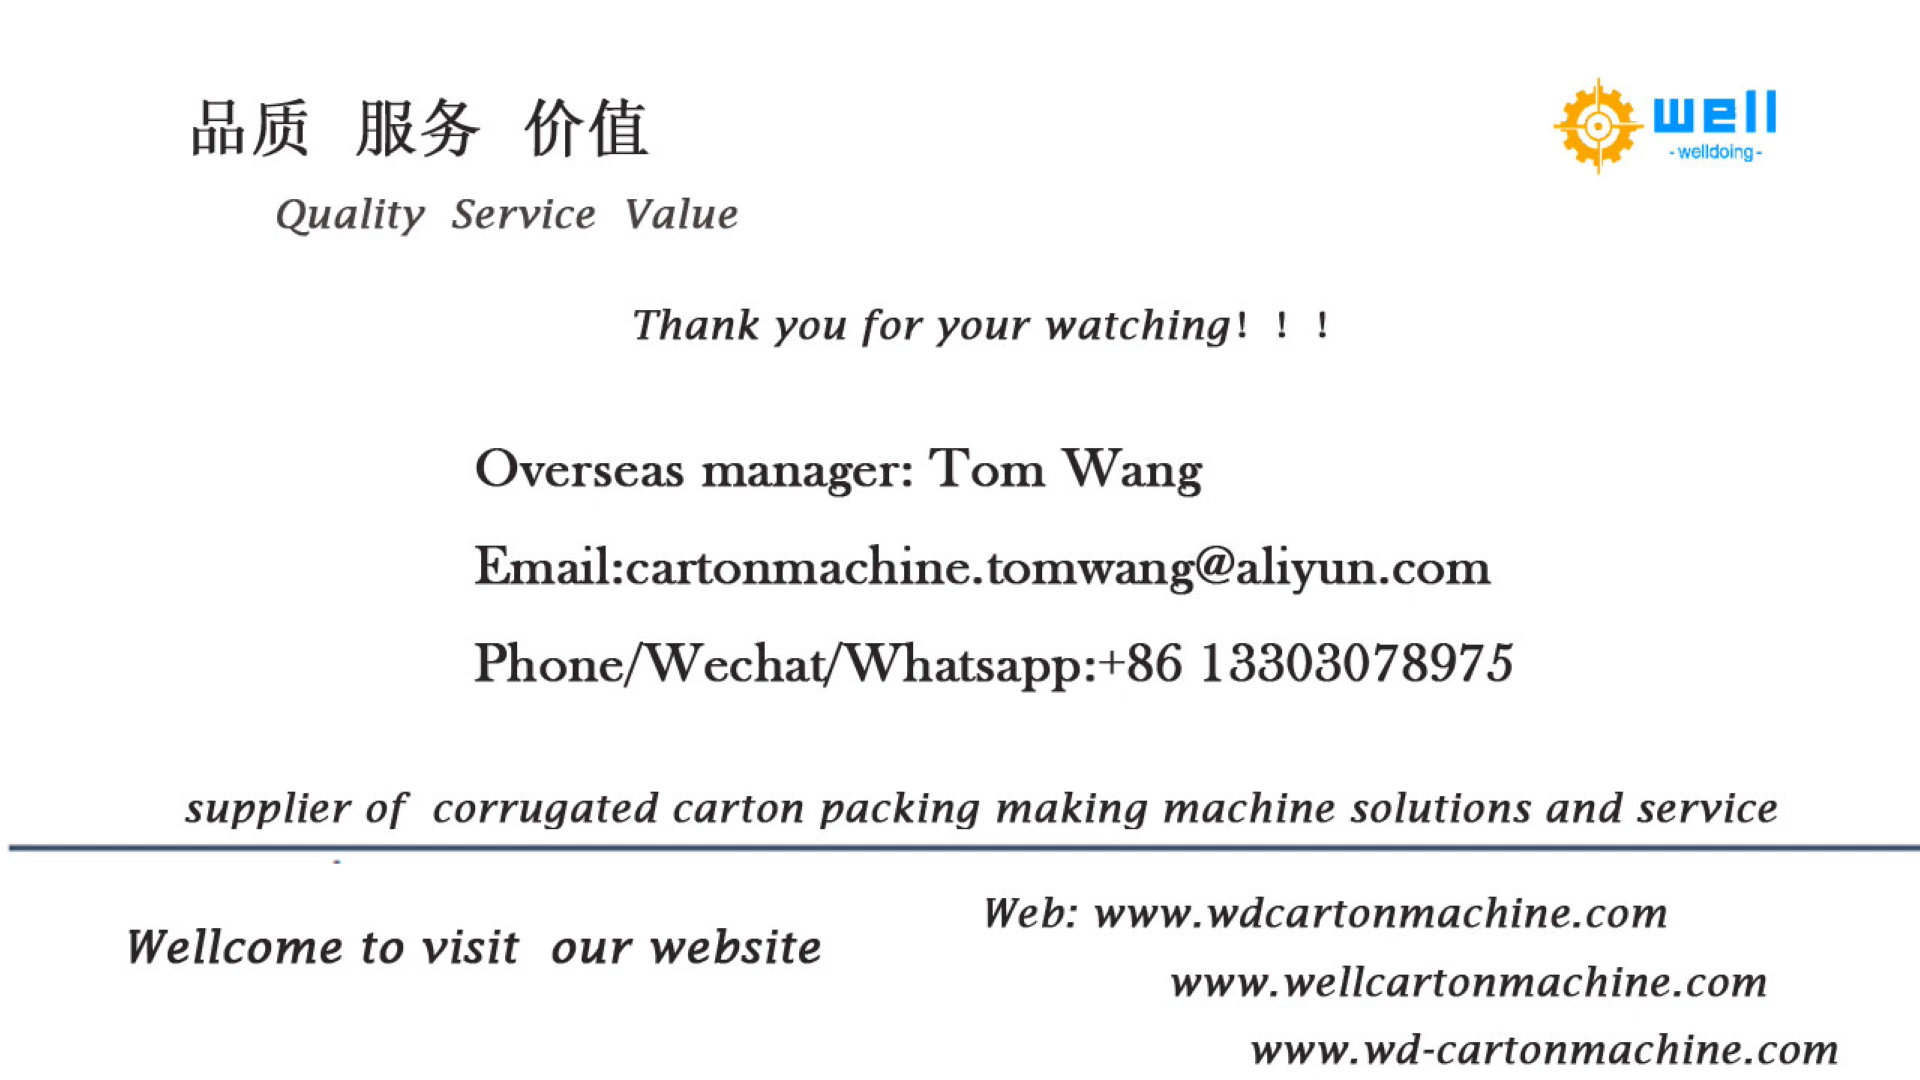 品质 服务 价值
well
-welldoing-
Quality Service Value
Thank you for your watching！！！
Overseas manager: Tom Wang
Email:cartonmachine.tomwang@aliyun.com
Phone/Wechat/Whatsapp:+86 13303078975
supplier of corrugated carton packing making machine solutions and service
Wellcome to visit our website
Web: www.wdcartonmachine.com
www.wellcartonmachine.com
www.wd-cartonmachine.com